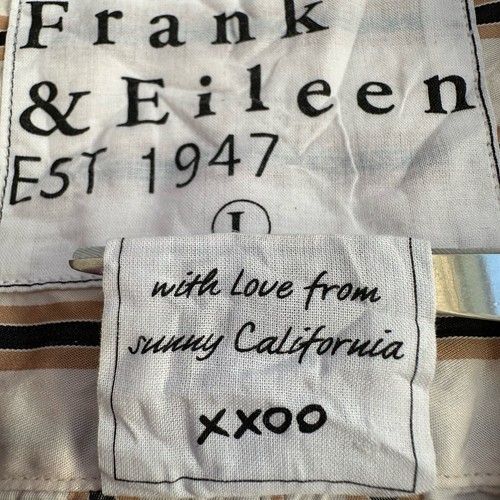 Frank
& Eileen
EST 1947
with Love from
sunny California
xxoo